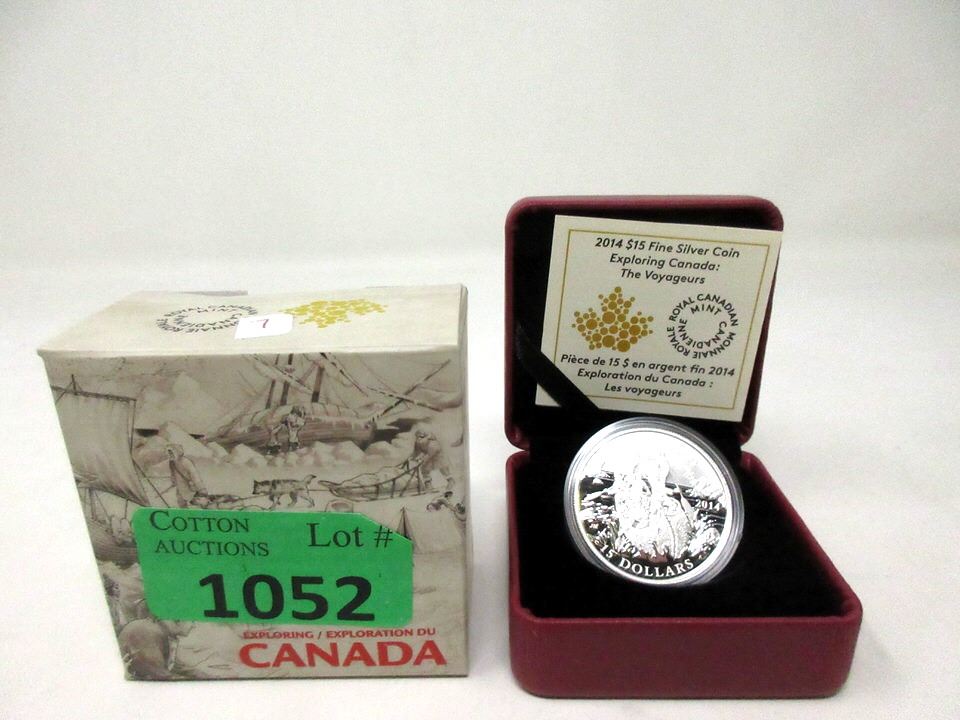 7
COTTON
AUCTIONS
Lot #
1052
EXPLORING / EXPLORATION DU
CANADA
2014 $15 Fine Silver Coin
Exploring Canada:
The Voyageurs
ROYAL CANADIAN MINT
MONNAIE ROYALE CANADIENNE
Pièce de 15 $ en argent fin 2014
Exploration du Canada :
Les voyageurs
2014
15 DOLLARS